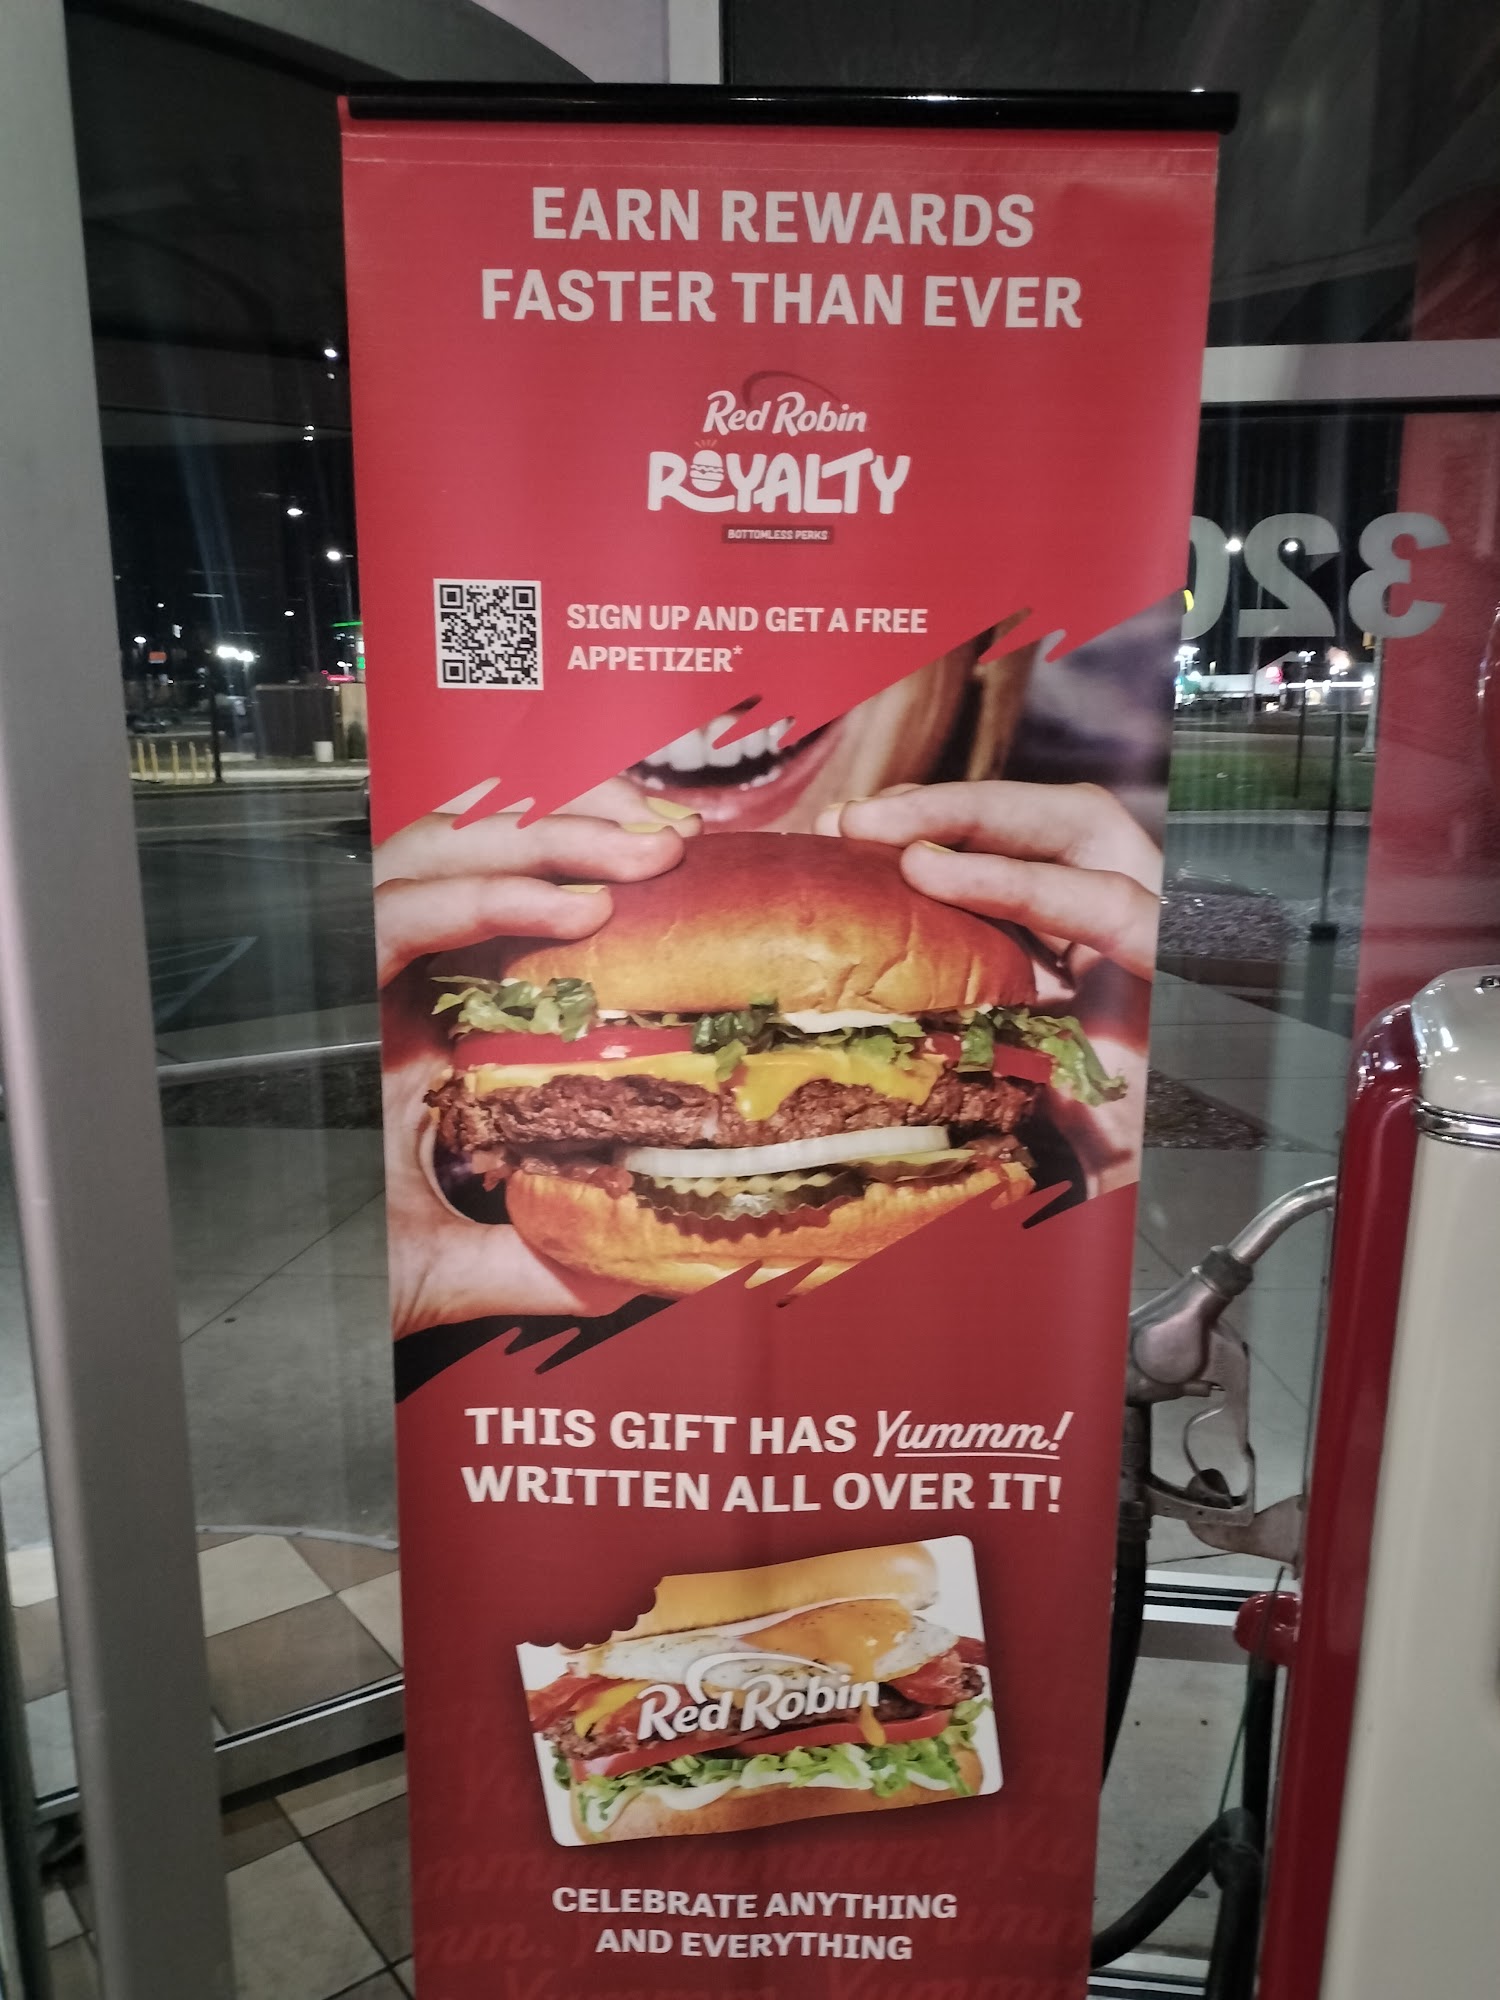 EARN REWARDS
FASTER THAN EVER
Red Robin
ROYALTY
BOTTOMLESS PERKS
SIGN UP AND GET A FREE
APPETIZER*
THIS GIFT HAS Yummm!
WRITTEN ALL OVER IT!
Red Robin
CELEBRATE ANYTHING
AND EVERYTHING
320